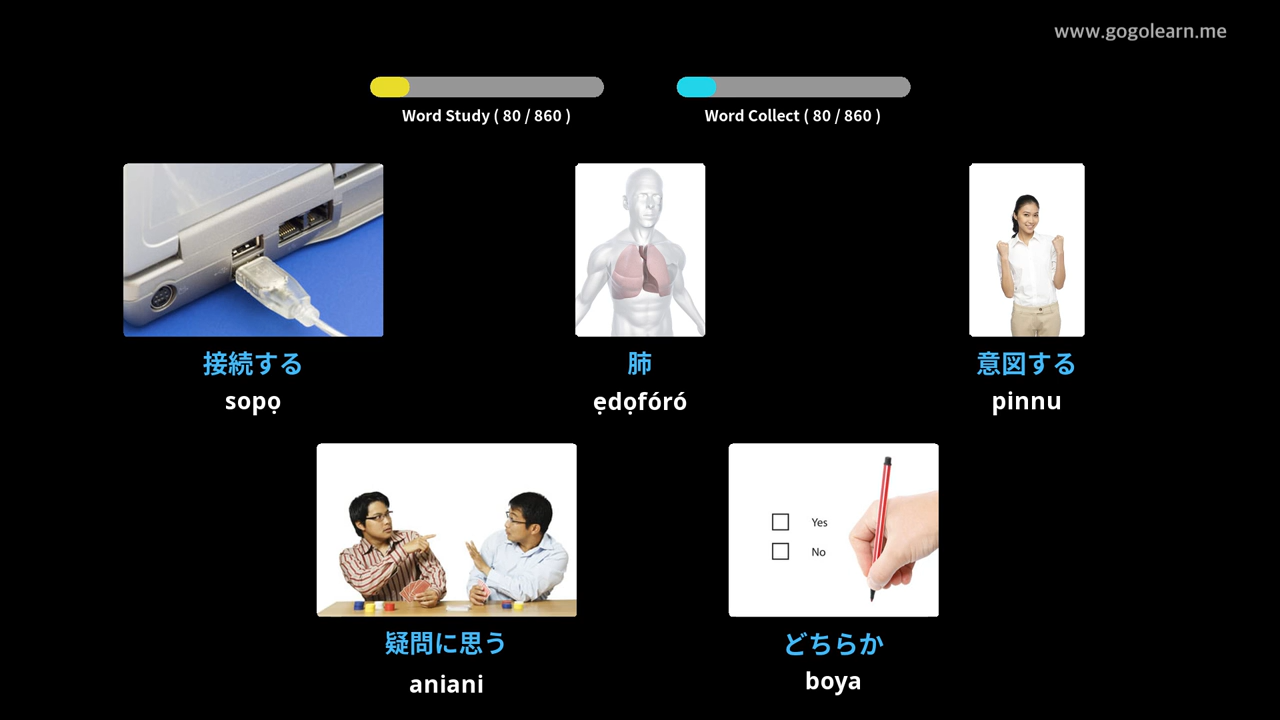 www.gogolearn.me
Word Study ( 80 / 860 )
Word Collect ( 80 / 860 )
接続する
sopọ
肺
ẹdọfóró
意図する
pinnu
Yes
No
疑問に思う
aniani
どちらか
boya